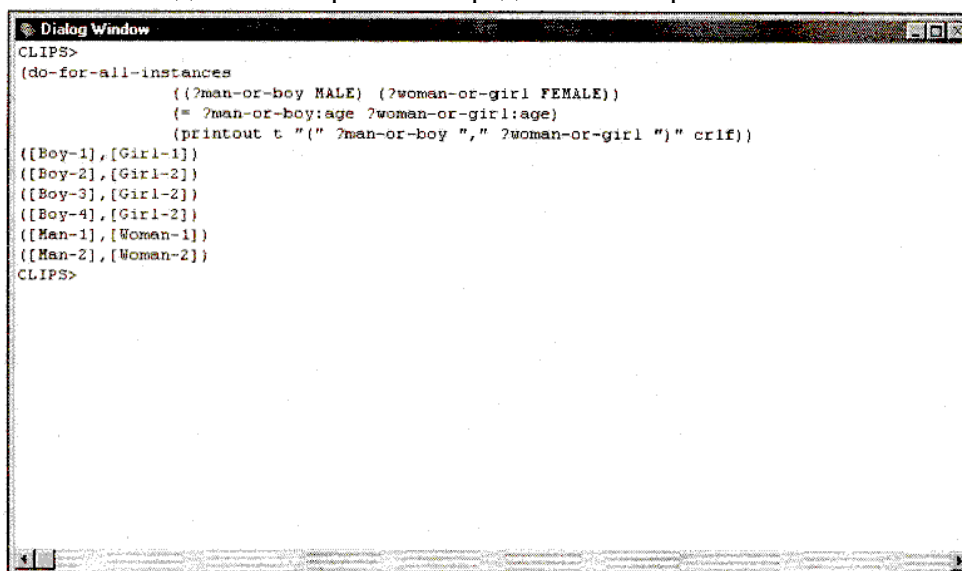 Dialog Window
CLIPS>
(do-for-all-instances
((?man-or-boy MALE) (?woman-or-girl FEMALE))
(= ?man-or-boy:age ?woman-or-girl:age)
(printout t "(" ?man-or-boy "," ?woman-or-girl ")" crlf))
([Boy-1],[Girl-1])
([Boy-2],[Girl-2])
([Boy-3],[Girl-2])
([Boy-4],[Girl-2])
([Man-1],[Woman-1])
([Man-2],[Woman-2])
CLIPS>